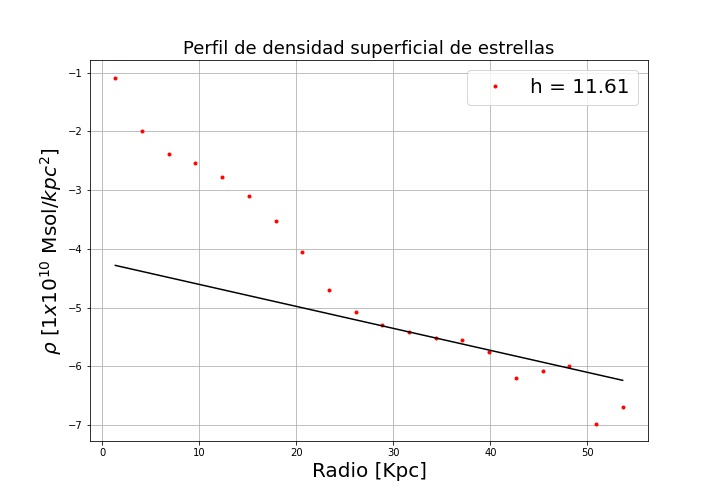 Perfil de densidad superficial de estrellas
h = 11.61
ρ [1x10^{10} Msol/kpc^2]
−1
−2
−3
−4
−5
−6
−7
0 10 20 30 40 50
Radio [Kpc]